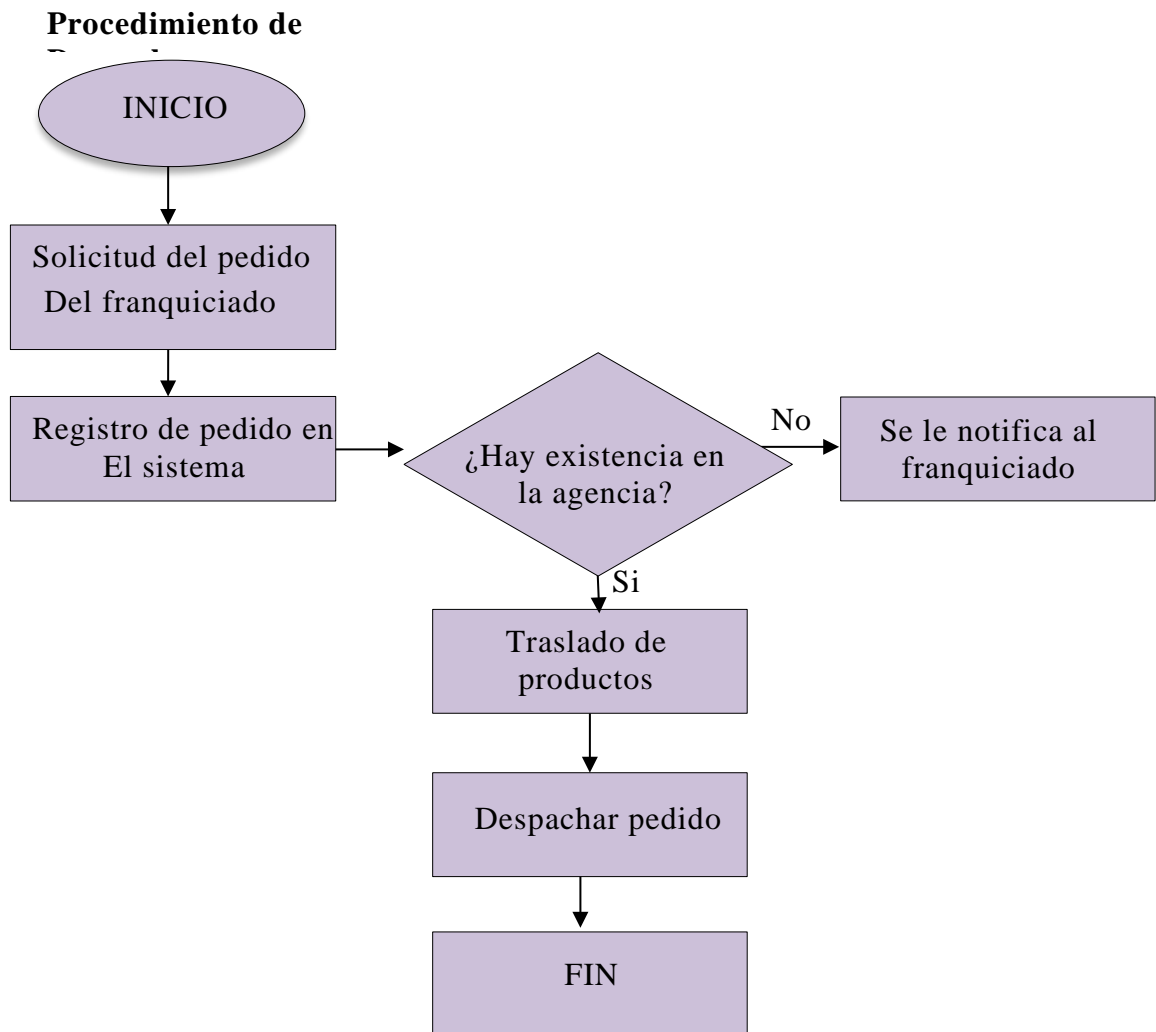 Procedimiento de
INICIO
Solicitud del pedido
Del franquiciado
Registro de pedido en
El sistema
¿Hay existencia en
la agencia?
No
Se le notifica al
franquiciado
Si
Traslado de
productos
Despachar pedido
FIN